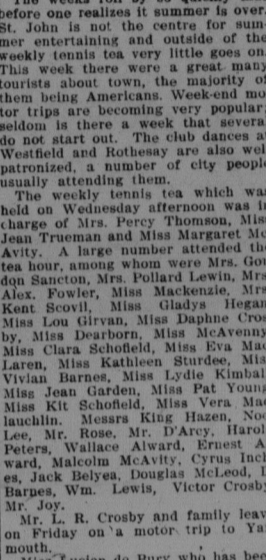 before one realizes it summer is over.
St. John is not the centre for sum-
mer entertaining and outside of the
weekly tennis tea very little goes on.
This week there were a great many
tourists about town, the majority of
them being Americans. Week-end mo
tor trips are becoming very popular;
seldom is there a week that severa
do not start out. The club dances a
Westfield and Rothesay are also wel
patronized, a number of city people
usually attending them.
The weekly tennis tea which was
held on Wednesday afternoon was in
charge of Mrs. Percy Thomson, Miss
Jean Trueman and Miss Margaret Mc
Avity. A large number attended the
tea hour, among whom were Mrs. Gor
don Sancton, Mrs. Pollard Lewin, Mrs
Alex. Fowler, Miss Mackenzie, Mrs
Kent Scovil, Miss Gladys Hegan
Miss Lou Girvan, Miss Daphne Cros
by, Miss Dearborn, Miss McAvenny
Miss Clara Schofield, Miss Eva Mac
Laren, Miss Kathleen Sturdee, Miss
Vivian Barnes, Miss Lydie Kimbal
Miss Jean Garden, Miss Pat Young
Miss Kit Schofield, Miss Vera Mac
lauchlin. Messrs King Hazen, Noe
Lee, Mr. Rose, Mr. D'Arcy, Harol
Peters, Wallace Alward, Ernest A
ward, Malcolm McAvity, Cyrus Incl
es, Jack Belyea, Douglas McLeod, D
Barnes, Wm. Lewis, Victor Crosby
Mr. Joy.
Mr. L. R. Crosby and family leav
on Friday on a motor trip to Ya
mouth.
de Bury who has bec